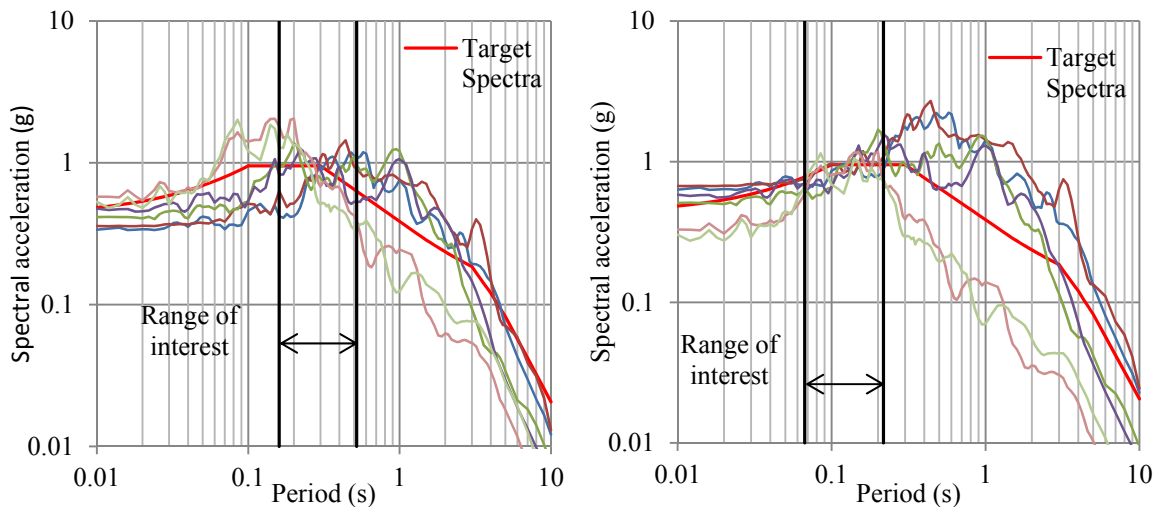 10
1
0.1
0.01
Spectral acceleration (g)
Target
Spectra
Range of
interest
0.01
0.1
1
10
Period (s)
10
1
0.1
0.01
Spectral acceleration (g)
Target
Spectra
Range of
interest
0.01
0.1
1
10
Period (s)